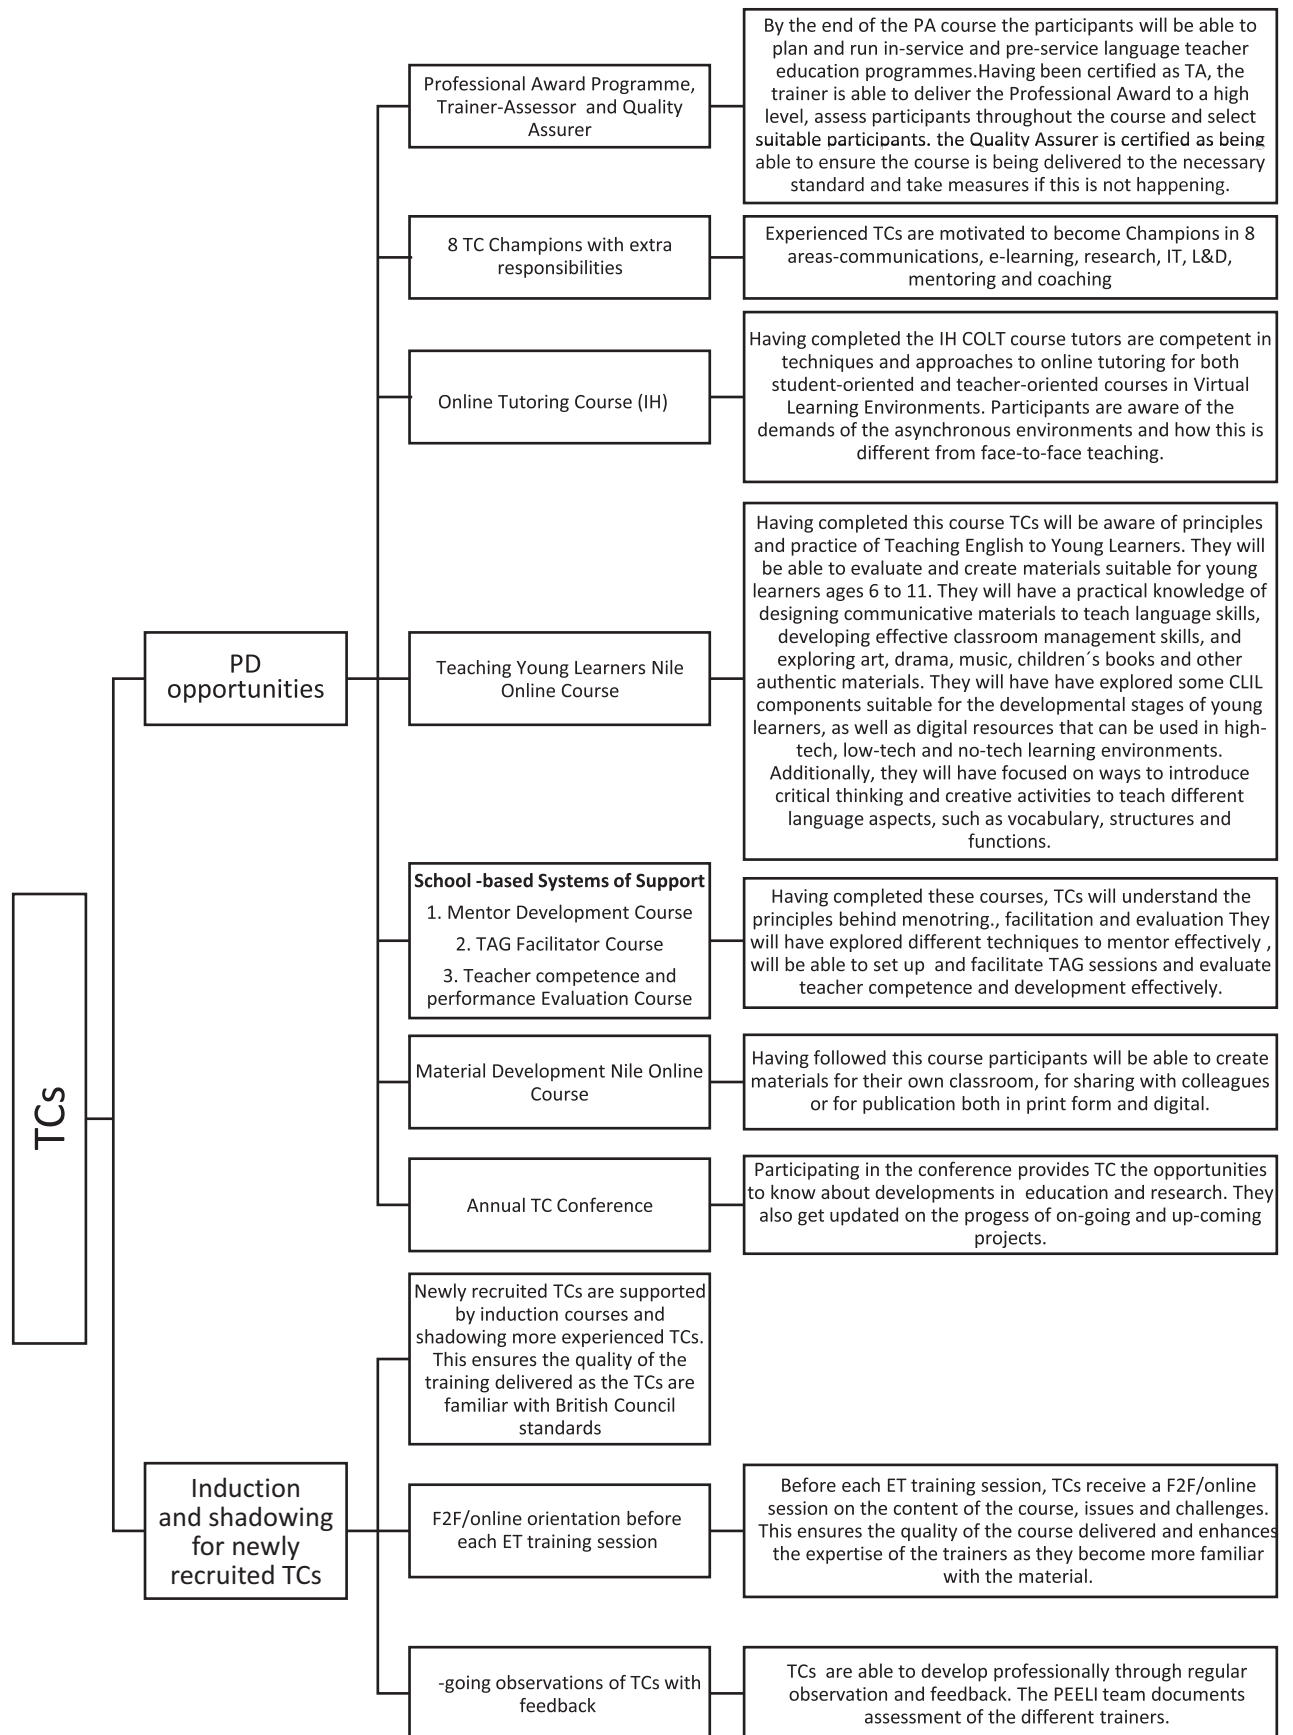 TCs
PD
opportunities
Professional Award Programme,
Trainer-Assessor and Quality
Assurer
By the end of the PA course the participants will be able to
plan and run in-service and pre-service language teacher
education programmes.Having been certified as TA, the
trainer is able to deliver the Professional Award to a high
level, assess participants throughout the course and select
suitable participants. the Quality Assurer is certified as being
able to ensure the course is being delivered to the necessary
standard and take measures if this is not happening.
8 TC Champions with extra
responsibilities
Experienced TCs are motivated to become Champions in 8
areas-communications, e-learning, research, IT, L&D,
mentoring and coaching
Online Tutoring Course (IH)
Having completed the IH COLT course tutors are competent in
techniques and approaches to online tutoring for both
student-oriented and teacher-oriented courses in Virtual
Learning Environments. Participants are aware of the
demands of the asynchronous environments and how this is
different from face-to-face teaching.
Teaching Young Learners Nile
Online Course
Having completed this course TCs will be aware of principles
and practice of Teaching English to Young Learners. They will
be able to evaluate and create materials suitable for young
learners ages 6 to 11. They will have a practical knowledge of
designing communicative materials to teach language skills,
developing effective classroom management skills, and
exploring art, drama, music, children´s books and other
authentic materials. They will have have explored some CLIL
components suitable for the developmental stages of young
learners, as well as digital resources that can be used in high-
tech, low-tech and no-tech learning environments.
Additionally, they will have focused on ways to introduce
critical thinking and creative activities to teach different
language aspects, such as vocabulary, structures and
functions.
School -based Systems of Support
1. Mentor Development Course
2. TAG Facilitator Course
3. Teacher competence and
performance Evaluation Course
Having completed these courses, TCs will understand the
principles behind menotring., facilitation and evaluation They
will have explored different techniques to mentor effectively ,
will be able to set up and facilitate TAG sessions and evaluate
teacher competence and development effectively.
Material Development Nile Online
Course
Having followed this course participants will be able to create
materials for their own classroom, for sharing with colleagues
or for publication both in print form and digital.
Annual TC Conference
Participating in the conference provides TC the opportunities
to know about developments in education and research. They
also get updated on the progess of on-going and up-coming
projects.
Induction
and shadowing
for newly
recruited TCs
Newly recruited TCs are supported
by induction courses and
shadowing more experienced TCs.
This ensures the quality of the
training delivered as the TCs are
familiar with British Council
standards
F2F/online orientation before
each ET training session
Before each ET training session, TCs receive a F2F/online
session on the content of the course, issues and challenges.
This ensures the quality of the course delivered and enhances
the expertise of the trainers as they become more familiar
with the material.
-going observations of TCs with
feedback
TCs are able to develop professionally through regular
observation and feedback. The PEELI team documents
assessment of the different trainers.